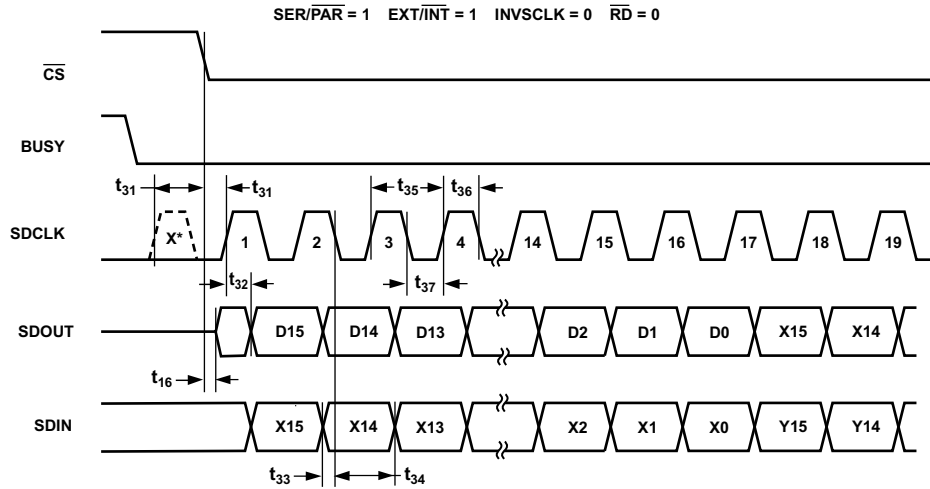 SER/PAR = 1 EXT/INT = 1 INVSCLK = 0 RD = 0
CS
BUSY
t31 t31 t35 t36
SDCLK X* 1 2 3 4 14 15 16 17 18 19
t32 t37
SDOUT D15 D14 D13 D2 D1 D0 X15 X14
t16
SDIN X15 X14 X13 X2 X1 X0 Y15 Y14
t33 t34